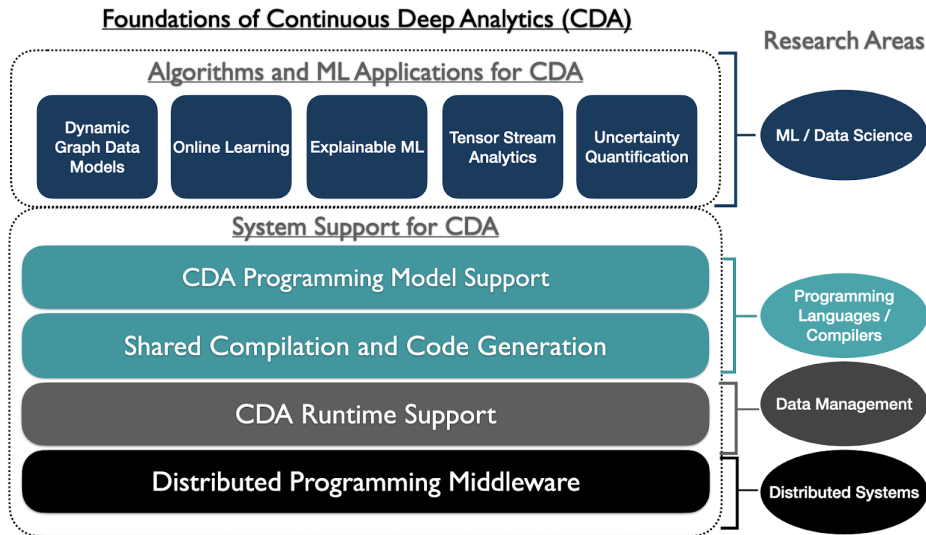 Foundations of Continuous Deep Analytics (CDA)
Research Areas
Algorithms and ML Applications for CDA
Dynamic
Graph Data
Models
Online Learning
Explainable ML
Tensor Stream
Analytics
Uncertainty
Quantification
ML / Data Science
System Support for CDA
CDA Programming Model Support
Shared Compilation and Code Generation
Programming
Languages /
Compilers
CDA Runtime Support
Data Management
Distributed Programming Middleware
Distributed Systems